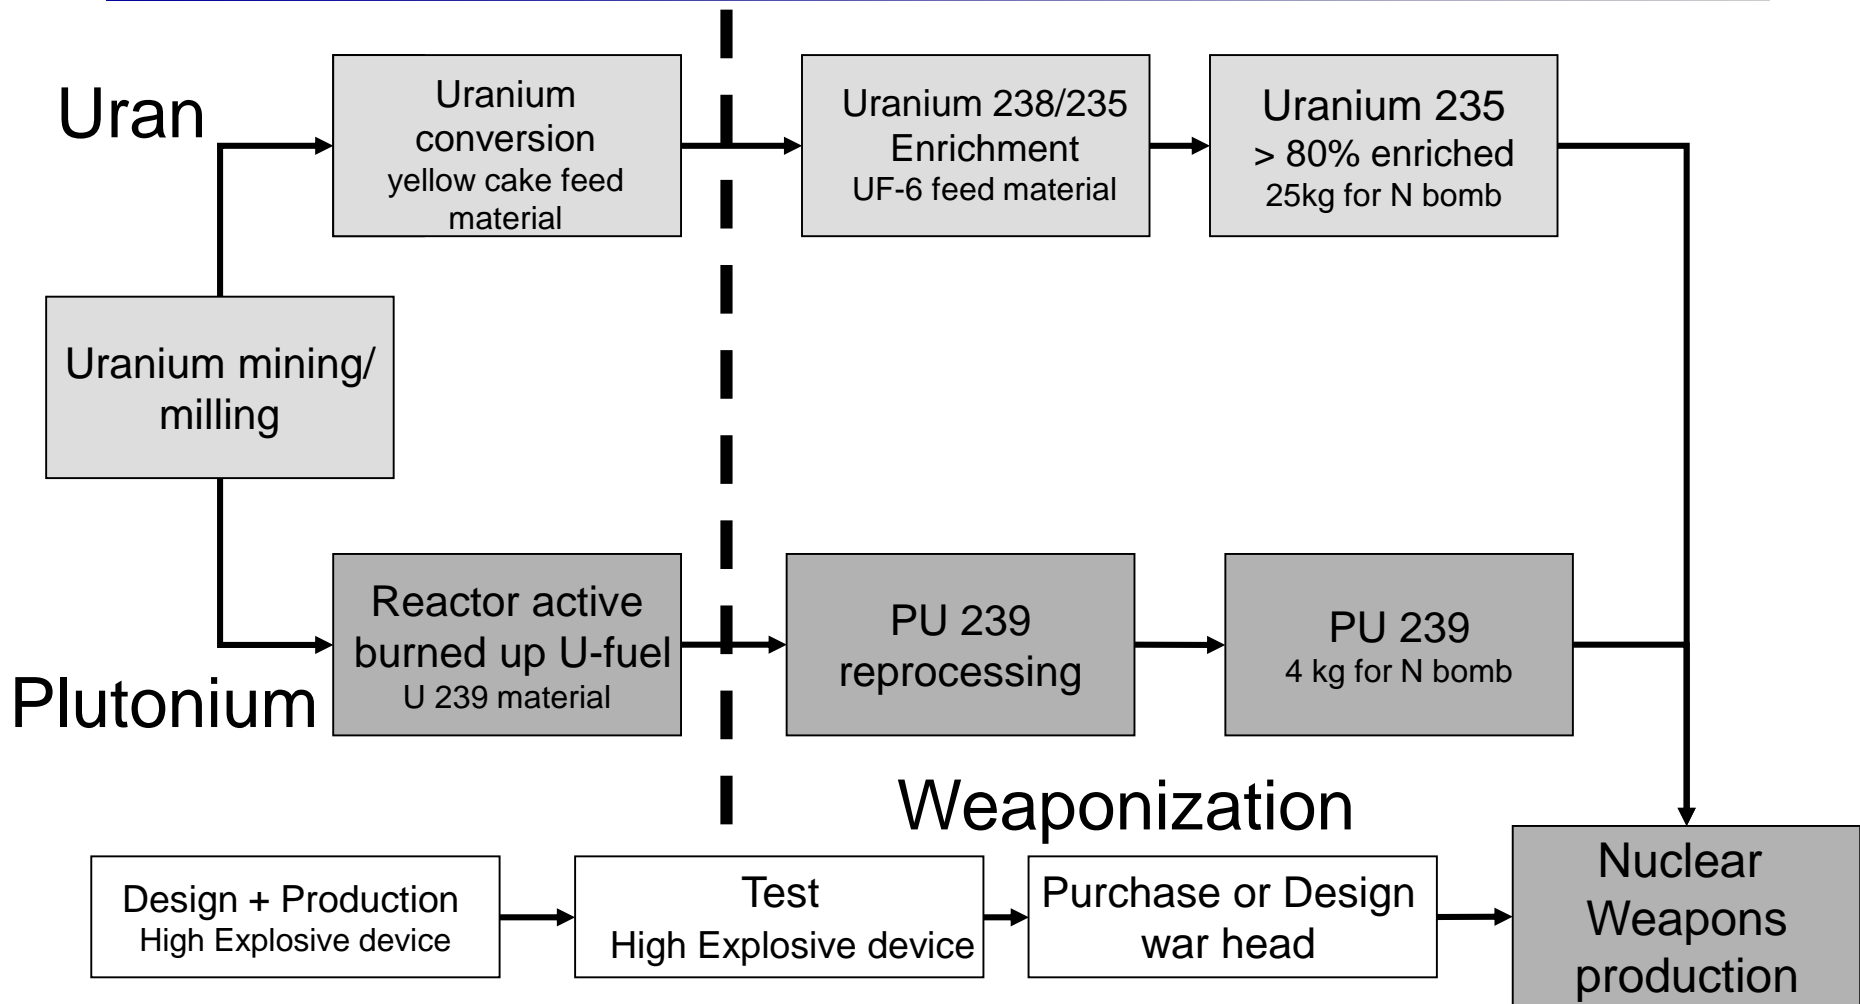 Uran
Uranium
conversion
yellow cake feed
material
Uranium 238/235
Enrichment
UF-6 feed material
Uranium 235
> 80% enriched
25kg for N bomb
Uranium mining/
milling
Plutonium
Reactor active
burned up U-fuel
U 239 material
PU 239
reprocessing
PU 239
4 kg for N bomb
Weaponization
Design + Production
High Explosive device
Test
High Explosive device
Purchase or Design
war head
Nuclear
Weapons
production